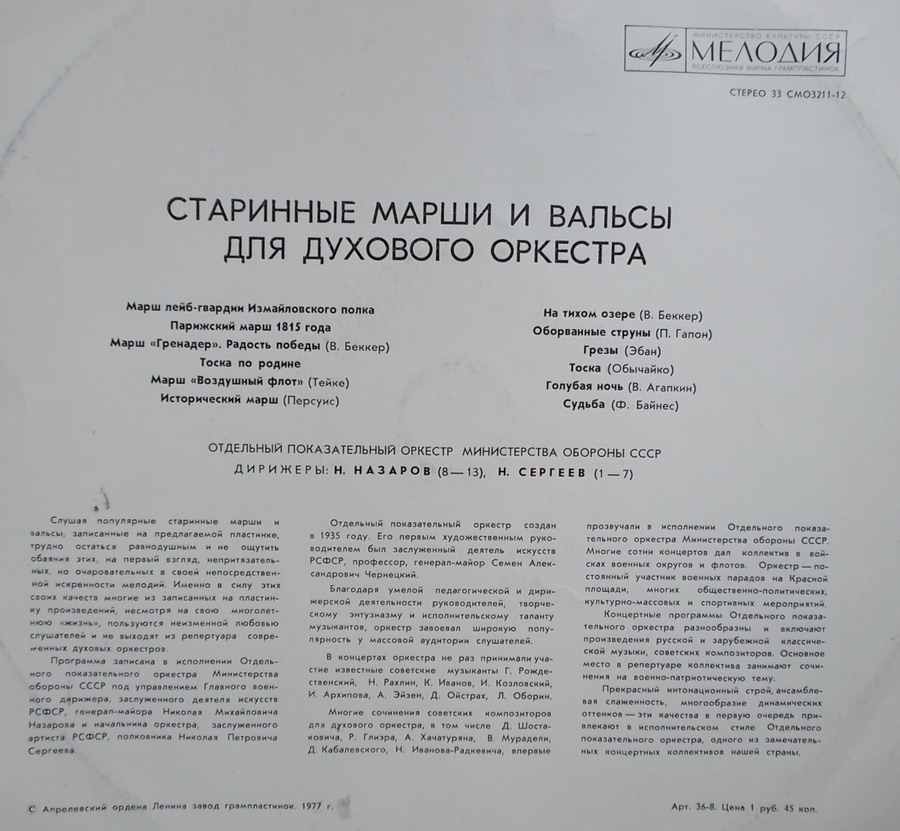 МИНИСТЕРСТВО КУЛЬТУРЫ СССР
МЕЛОДИЯ
ВСЕСОЮЗНАЯ ФИРМА ГРАМПЛАСТИНОК
СТЕРЕО 33 СМО3211-12
СТАРИННЫЕ МАРШИ И ВАЛЬСЫ
ДЛЯ ДУХОВОГО ОРКЕСТРА
Марш лейб-гвардии Измайловского полка
Парижский марш 1815 года
Марш «Гренадер». Радость победы (В. Беккер)
Тоска по родине
Марш «Воздушный флот» (Тейке)
Исторический марш (Персуис)
На тихом озере (В. Беккер)
Оборванные струны (П. Гапон)
Грезы (Эбан)
Тоска (Обычайко)
Голубая ночь (В. Агапкин)
Судьба (Ф. Байнес)
ОТДЕЛЬНЫЙ ПОКАЗАТЕЛЬНЫЙ ОРКЕСТР МИНИСТЕРСТВА ОБОРОНЫ СССР
ДИРИЖЕРЫ: Н. НАЗАРОВ (8—13), Н. СЕРГЕЕВ (1—7)
Слушая популярные старинные марши и
вальсы, записанные на предлагаемой пластинке,
трудно остаться равнодушным и не ощутить
обаяния этих, на первый взгляд, непритязатель-
ных, но очаровательных в своей непосредствен-
ной искренности мелодий. Именно в силу этих
своих качеств многие из записанных на пластин-
ку произведений, несмотря на свою многолет-
нюю «жизнь», пользуются неизменной любовью
слушателей и не выходят из репертуара совре-
менных духовых оркестров.
Программа записана в исполнении Отдель-
ного показательного оркестра Министерства
обороны СССР под управлением Главного воен-
ного дирижера, заслуженного деятеля искусств
РСФСР, генерал-майора Николая Михайловича
Назарова и начальника оркестра, заслуженного
артиста РСФСР, полковника Николая Петровича
Сергеева.
Отдельный показательный оркестр создан
в 1935 году. Его первым художественным руко-
водителем был заслуженный деятель искусств
РСФСР, профессор, генерал-майор Семен Алек-
сандрович Чернецкий.
Благодаря умелой педагогической и дири-
жерской деятельности руководителей, творче-
скому энтузиазму и исполнительскому таланту
музыкантов, оркестр завоевал широкую попу-
лярность у массовой аудитории слушателей.
В концертах оркестра не раз принимали уча-
стие известные советские музыканты Г. Рожде-
ственский, Н. Рахлин, К. Иванов, И. Козловский,
И. Архипова, А. Эйзен, Д. Ойстрах, Л. Оборин.
Многие сочинения советских композиторов
для духового оркестра, в том числе Д. Шоста-
ковича, Р. Глиэра, А. Хачатуряна, В. Мурадели,
Д. Кабалевского, Н. Иванова-Радкевича, впервые
прозвучали в исполнении Отдельного показа-
тельного оркестра Министерства обороны СССР.
Многие сотни концертов дал коллектив в вой-
сках военных округов и флотов. Оркестр — по-
стоянный участник военных парадов на Красной
площади, многих общественно-политических,
культурно-массовых и спортивных мероприятий.
Концертные программы Отдельного показа-
тельного оркестра разнообразны и включают
произведения русской и зарубежной классиче-
ской музыки, советских композиторов. Основное
место в репертуаре коллектива занимают сочи-
нения на военно-патриотическую тему.
Прекрасный интонационный строй, ансамбле-
вая слаженность, многообразие динамических
оттенков — эти качества в первую очередь при-
влекают в исполнительском стиле Отдельного
показательного оркестра, одного из замечатель-
ных концертных коллективов нашей страны.
С Апрелевский ордена Ленина завод грампластинок. 1977 г.
Арт. 36-8. Цена 1 руб. 45 коп.